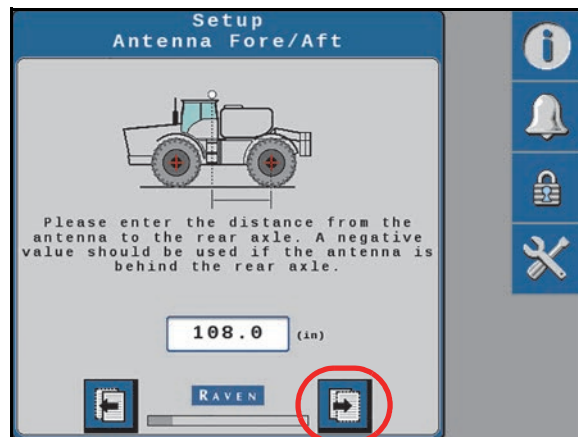 Setup
Antenna Fore/Aft
Please enter the distance from the
antenna to the rear axle. A negative
value should be used if the antenna is
behind the rear axle.
108.0 (in)
RAVEN